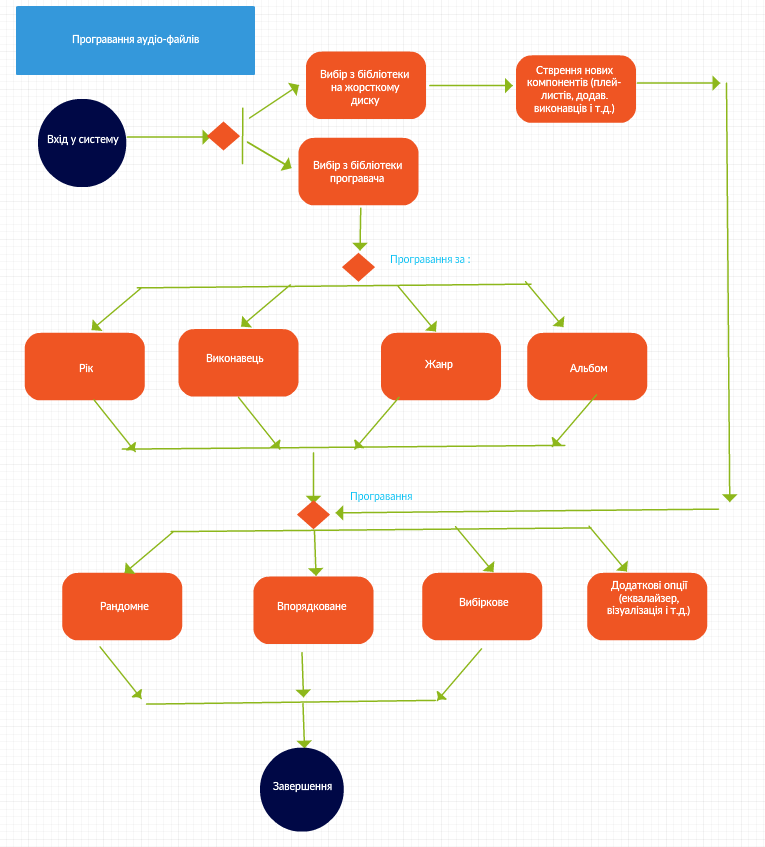 Програвання аудіо-файлів
Вхід у систему
Вибір з бібліотеки
на жорсткому
диску
Стврення нових
компонентів (плей-
листів, додав.
виконавців і т.д.)
Вибір з бібліотеки
програвача
Програвання за :
Рік
Виконавець
Жанр
Альбом
Програвання
Рандомне
Впорядковане
Вибіркове
Додаткові опції
(еквалайзер,
візуалізація і т.д.)
Завершення